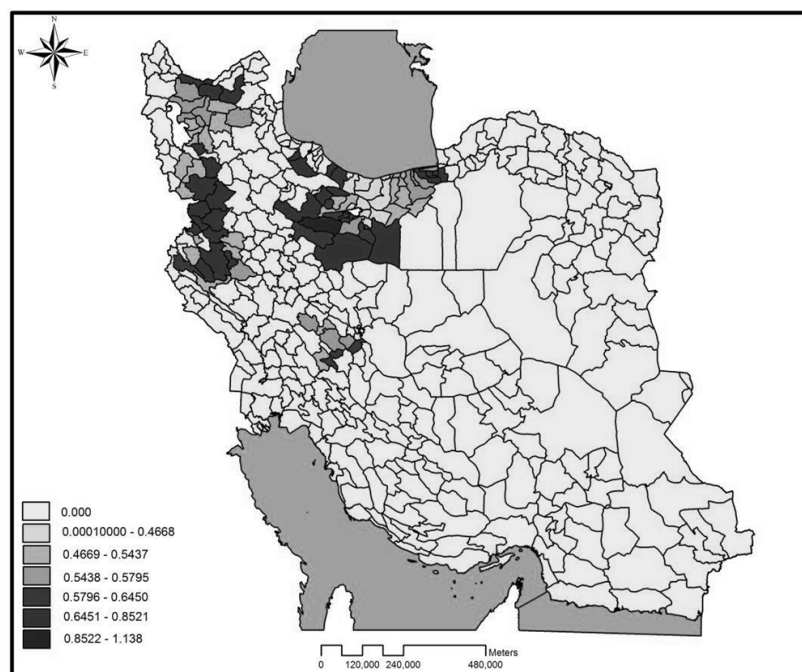 N
W
E
S
0.000
0.00010000 - 0.4668
0.4669 - 0.5437
0.5438 - 0.5795
0.5796 - 0.6450
0.6451 - 0.8521
0.8522 - 1.138
Meters
0 120,000 240,000 480,000